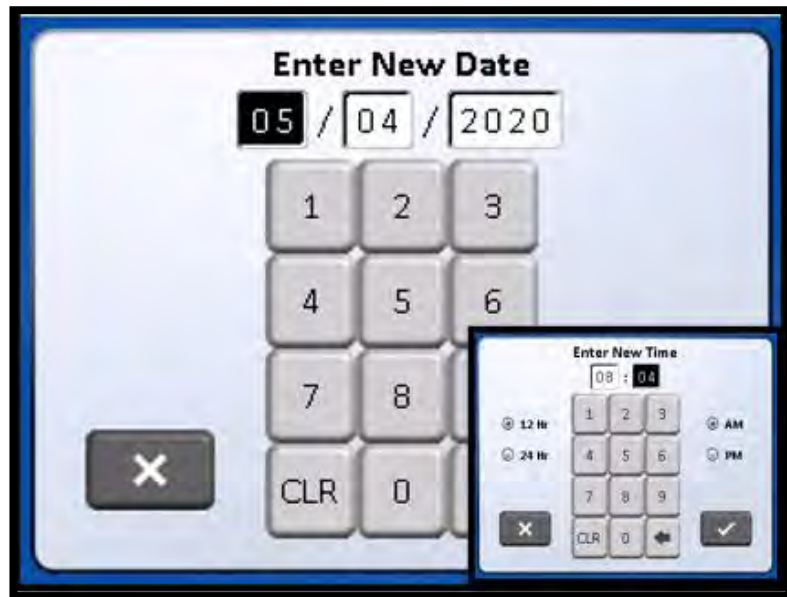 Enter New Date
05 / 04 / 2020
1 2 3
4 5 6
7 8
CLR 0
Enter New Time
08 : 04
12 Hr
24 Hr
1 2 3
4 5 6
7 8 9
CLR 0
AM
PM